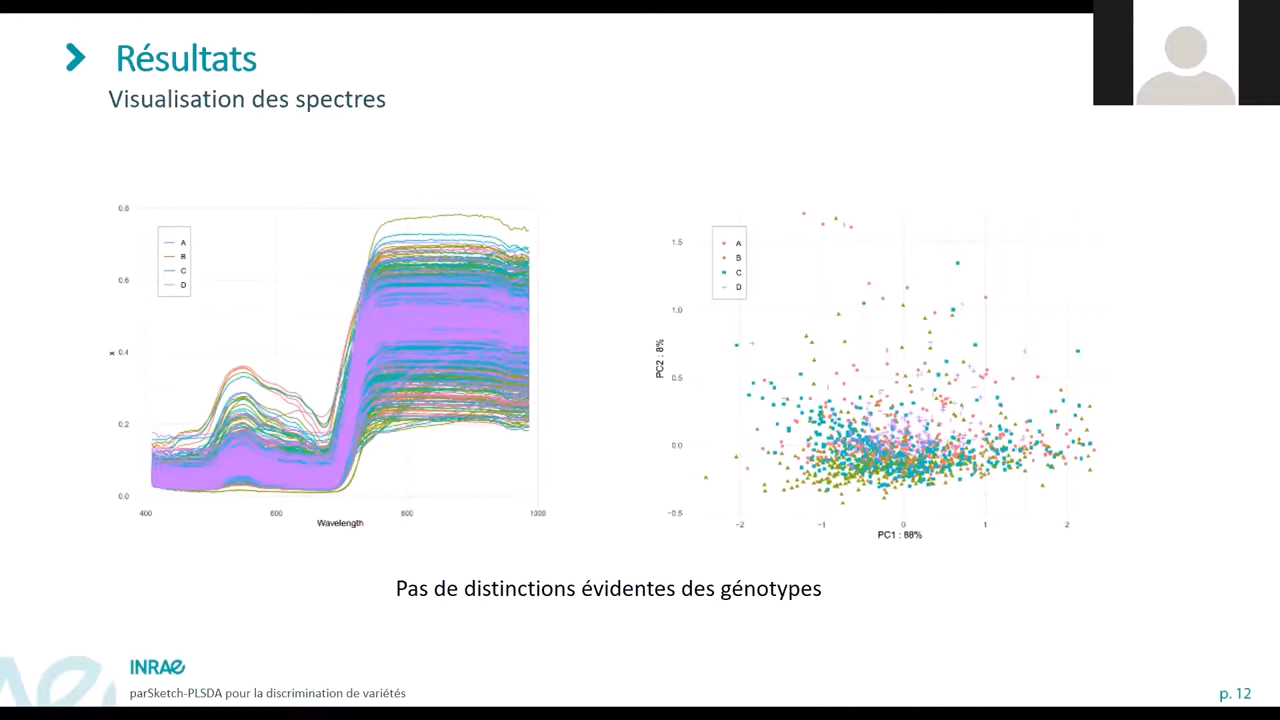 Résultats
Visualisation des spectres
0.8
0.6
0.4
0.2
0.0
x
A
B
C
D
400
600
800
1000
Wavelength
1.5
1.0
0.5
0.0
−0.5
PC2 : 8%
A
B
C
D
−2
−1
0
1
2
PC1 : 88%
Pas de distinctions évidentes des génotypes
INRAE
parSketch-PLSDA pour la discrimination de variétés
p. 12